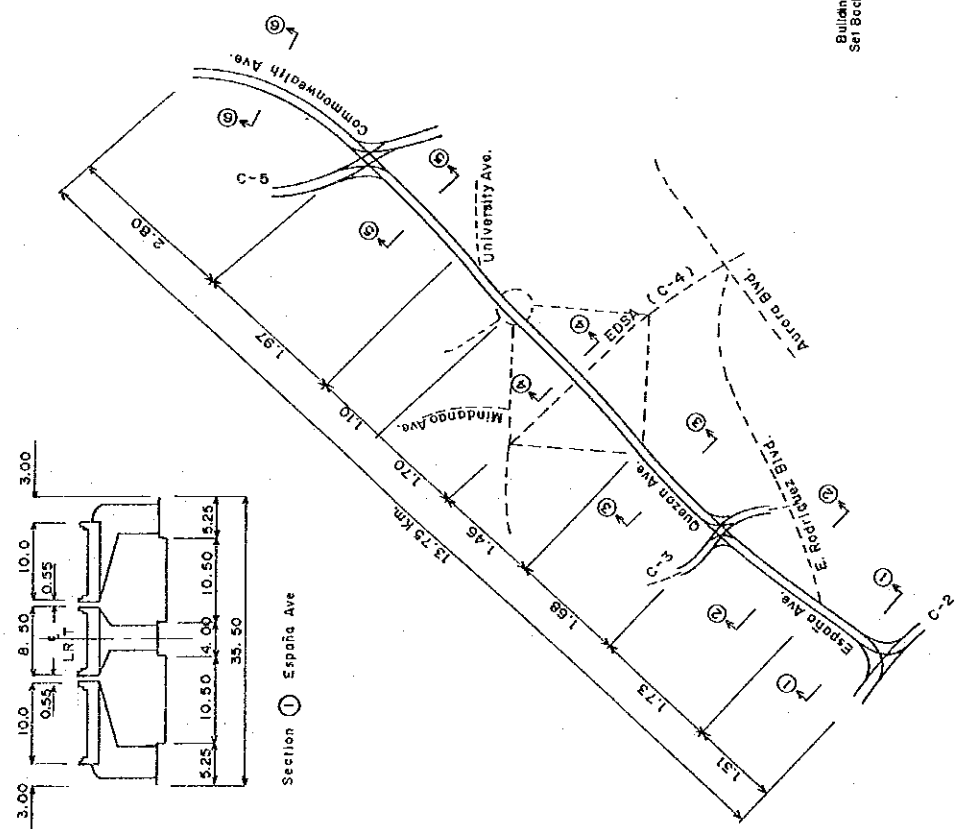 3.00
10.0
0.55
8.50
0.55
10.0
3.00
¢
LRT
5.25
10.50
4.00
10.50
5.25
35.50
Section ① España Ave
2.80
1.97
1.10
1.70
1.46
1.68
1.73
1.31
13.75 Km.
Commonwealth Ave.
⑥
⑥
C-5
⑤
⑤
University Ave.
④
④
EDSA (C-4)
Mindanao Ave.
Aurora Blvd.
③
③
Quezon Ave.
E. Rodriguez Blvd.
C-3
②
②
España Ave.
①
①
C-2
Set Bac